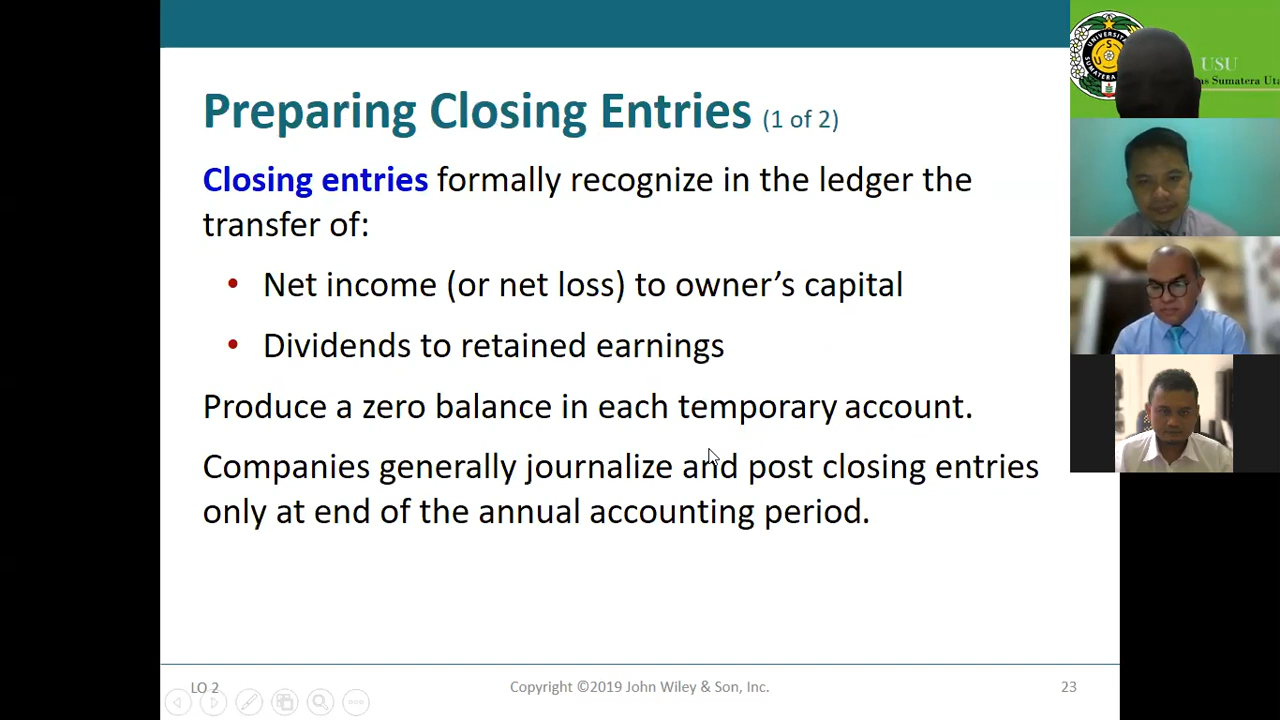 Preparing Closing Entries (1 of 2)
Closing entries formally recognize in the ledger the
transfer of:
• Net income (or net loss) to owner’s capital
• Dividends to retained earnings
Produce a zero balance in each temporary account.
Companies generally journalize and post closing entries
only at end of the annual accounting period.
LO 2
Copyright ©2019 John Wiley & Son, Inc.
23
USU
Sumatera Uta